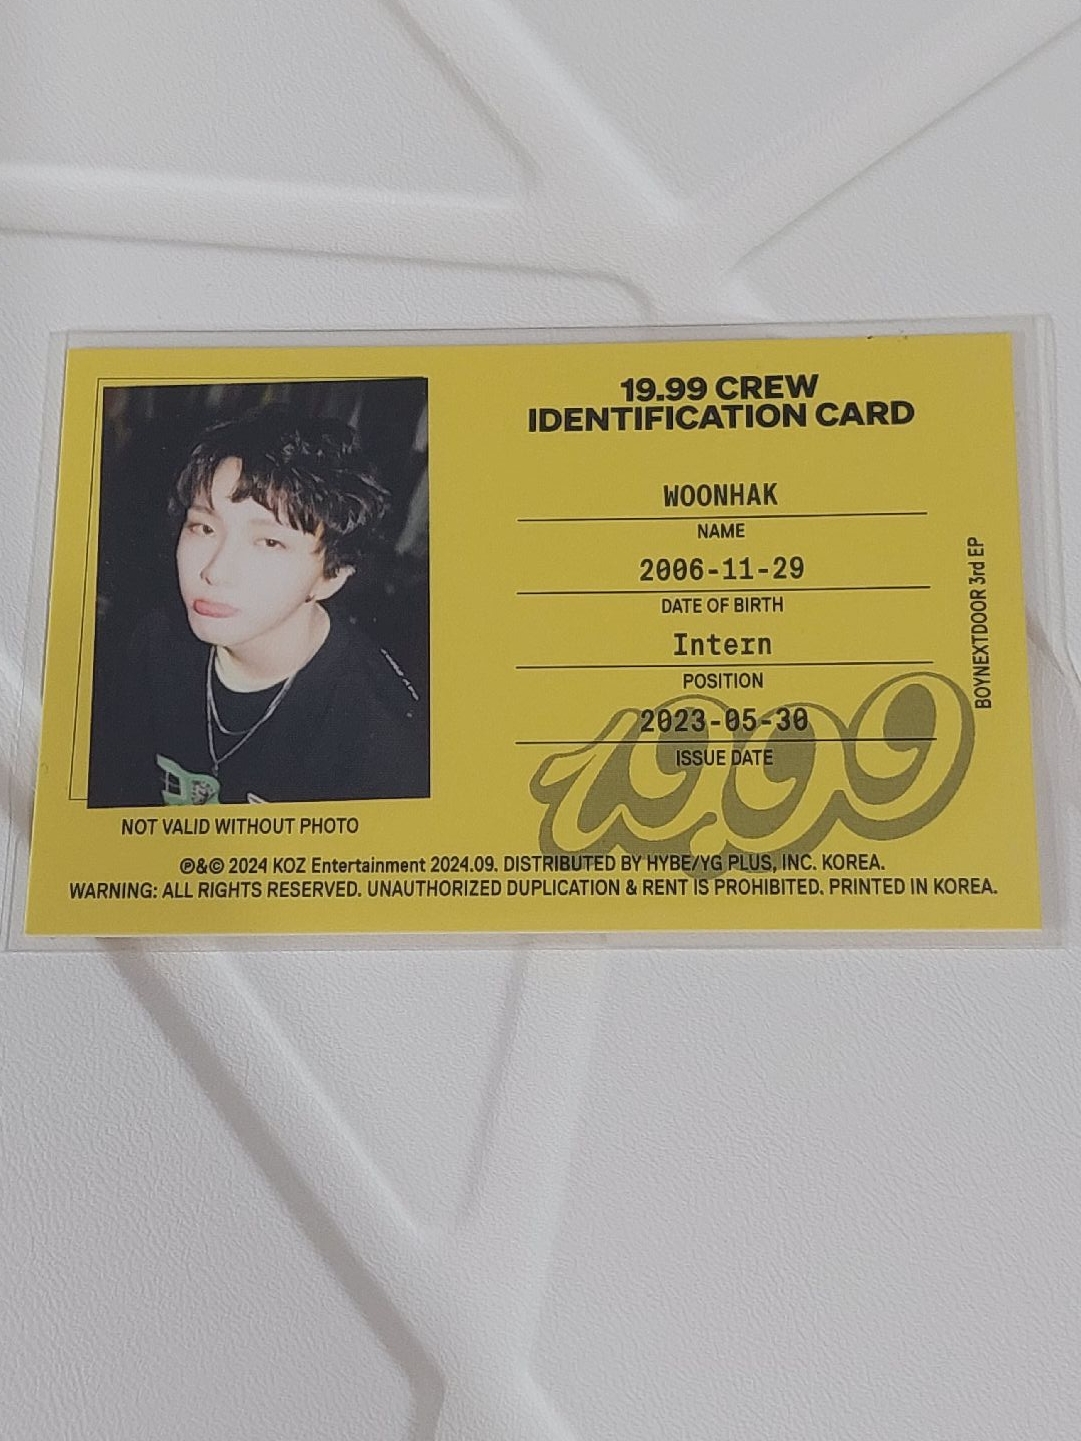 19.99 CREW
IDENTIFICATION CARD
WOONHAK
NAME
2006-11-29
DATE OF BIRTH
Intern
POSITION
2023-05-30
ISSUE DATE
19.99
BOYNEXTDOOR 3rd EP
NOT VALID WITHOUT PHOTO
℗&© 2024 KOZ Entertainment 2024.09. DISTRIBUTED BY HYBE/YG PLUS, INC. KOREA.
WARNING: ALL RIGHTS RESERVED. UNAUTHORIZED DUPLICATION & RENT IS PROHIBITED. PRINTED IN KOREA.